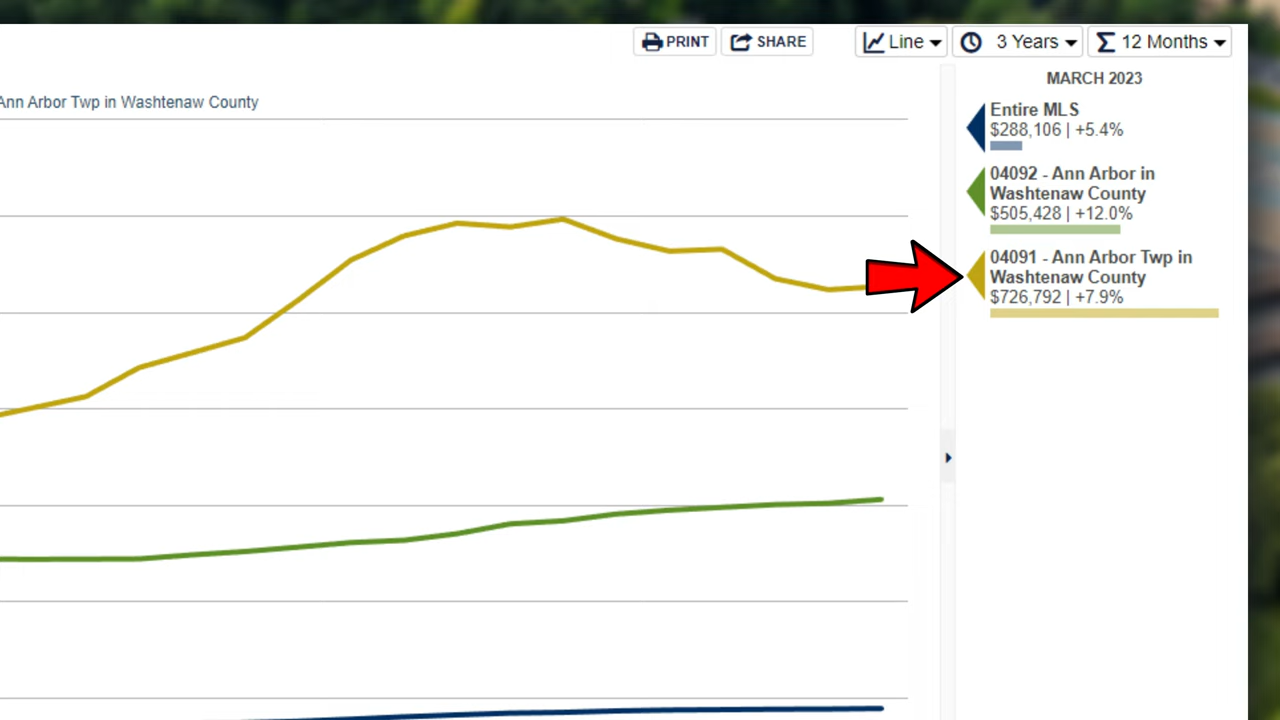 PRINT
SHARE
Line
3 Years
12 Months
MARCH 2023
Ann Arbor Twp in Washtenaw County
Entire MLS
$288,106 | +5.4%
04092 - Ann Arbor in
Washtenaw County
$505,428 | +12.0%
04091 - Ann Arbor Twp in
Washtenaw County
$726,792 | +7.9%